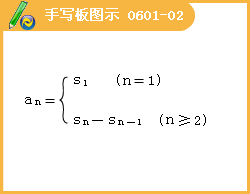 手写板图示 0601-02
aₙ = { s₁ (n=1)
sₙ − sₙ₋₁ (n≥2)